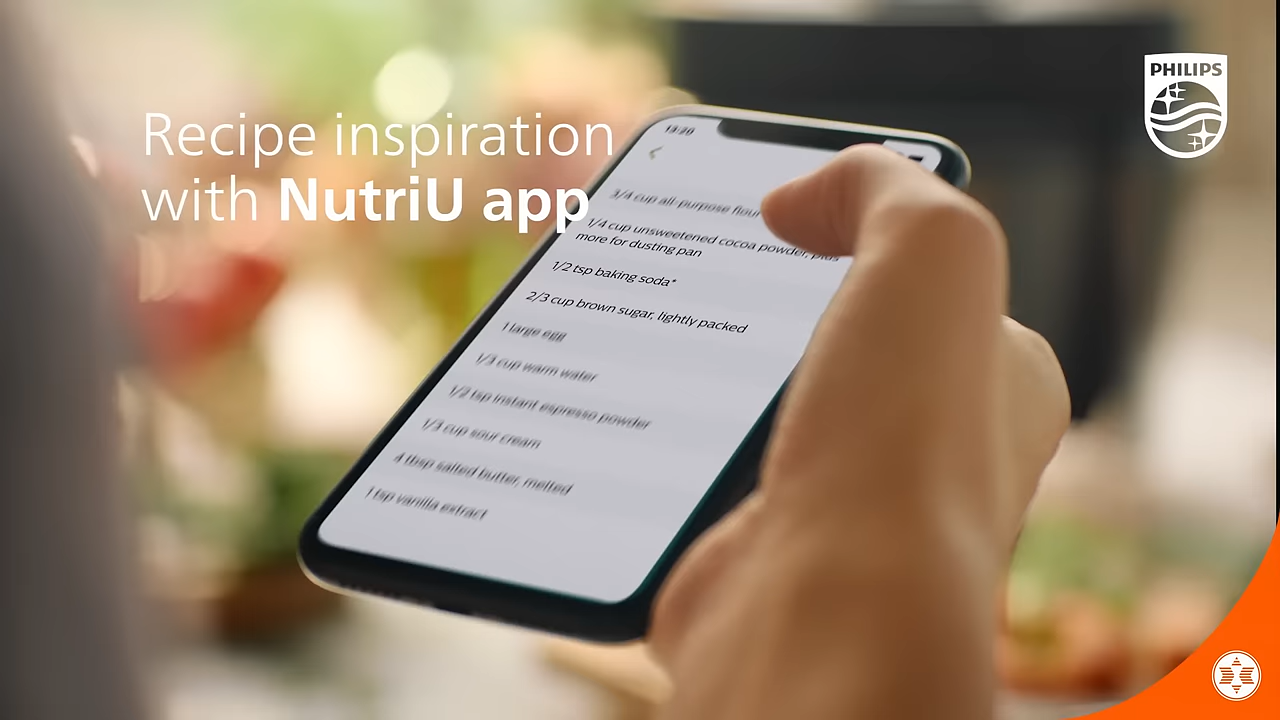 Recipe inspiration
with NutriU app
PHILIPS
13:20
3/4 cup all-purpose flour
1/4 cup unsweetened cocoa powder, plus
more for dusting pan
1/2 tsp baking soda*
2/3 cup brown sugar, lightly packed
1 large egg
1/3 cup warm water
1/2 tsp instant espresso powder
1/3 cup sour cream
4 tbsp salted butter, melted
1 tsp vanilla extract